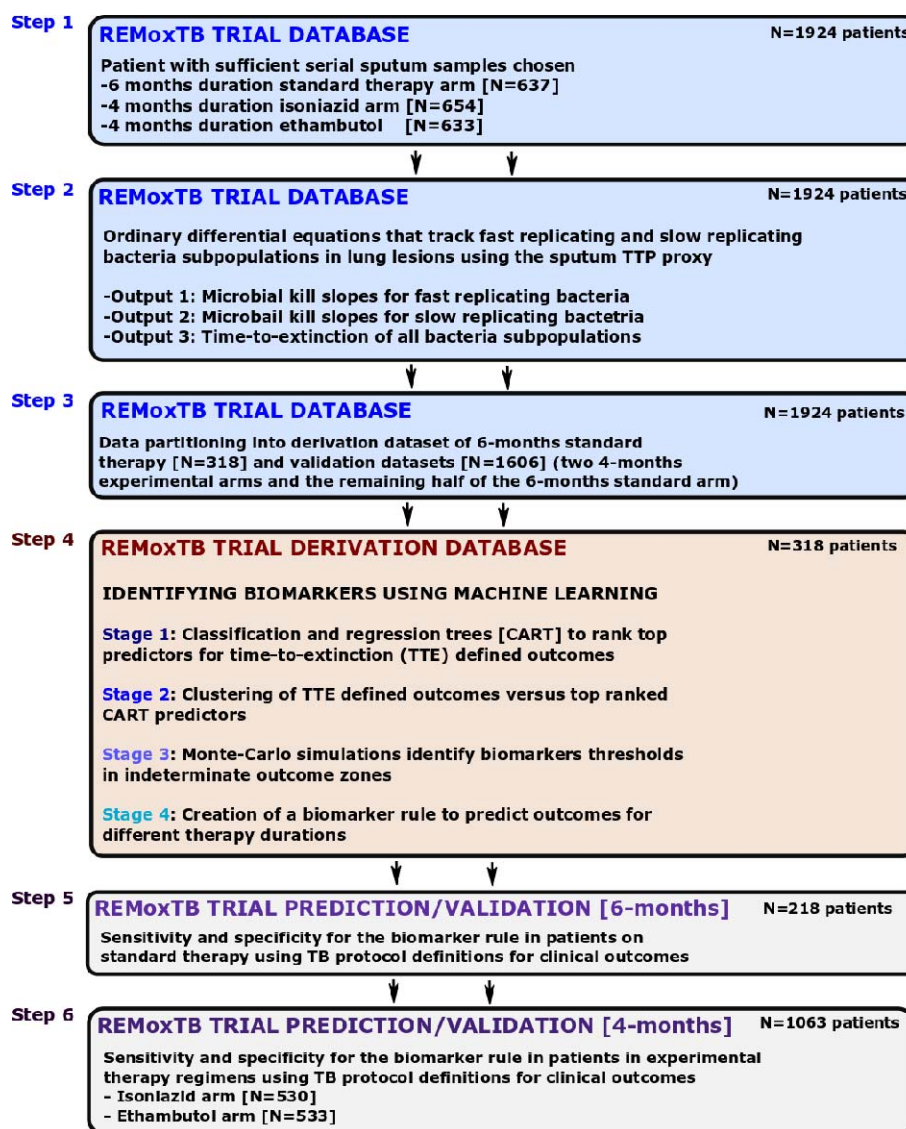 Step 1
REMoxTB TRIAL DATABASE N=1924 patients
Patient with sufficient serial sputum samples chosen
-6 months duration standard therapy arm [N=637]
-4 months duration isoniazid arm [N=654]
-4 months duration ethambutol [N=633]
Step 2
REMoxTB TRIAL DATABASE N=1924 patients
Ordinary differential equations that track fast replicating and slow replicating
bacteria subpopulations in lung lesions using the sputum TTP proxy
-Output 1: Microbial kill slopes for fast replicating bacteria
-Output 2: Microbail kill slopes for slow replicating bactetria
-Output 3: Time-to-extinction of all bacteria subpopulations
Step 3
REMoxTB TRIAL DATABASE N=1924 patients
Data partitioning into derivation dataset of 6-months standard
therapy [N=318] and validation datasets [N=1606] (two 4-months
experimental arms and the remaining half of the 6-months standard arm)
Step 4
REMoxTB TRIAL DERIVATION DATABASE N=318 patients
IDENTIFYING BIOMARKERS USING MACHINE LEARNING
Stage 1: Classification and regression trees [CART] to rank top
predictors for time-to-extinction (TTE) defined outcomes
Stage 2: Clustering of TTE defined outcomes versus top ranked
CART predictors
Stage 3: Monte-Carlo simulations identify biomarkers thresholds
in indeterminate outcome zones
Stage 4: Creation of a biomarker rule to predict outcomes for
different therapy durations
Step 5
REMoxTB TRIAL PREDICTION/VALIDATION [6-months] N=218 patients
Sensitivity and specificity for the biomarker rule in patients on
standard therapy using TB protocol definitions for clinical outcomes
Step 6
REMoxTB TRIAL PREDICTION/VALIDATION [4-months] N=1063 patients
Sensitivity and specificity for the biomarker rule in patients in experimental
therapy regimens using TB protocol definitions for clinical outcomes
- Isoniazid arm [N=530]
- Ethambutol arm [N=533]